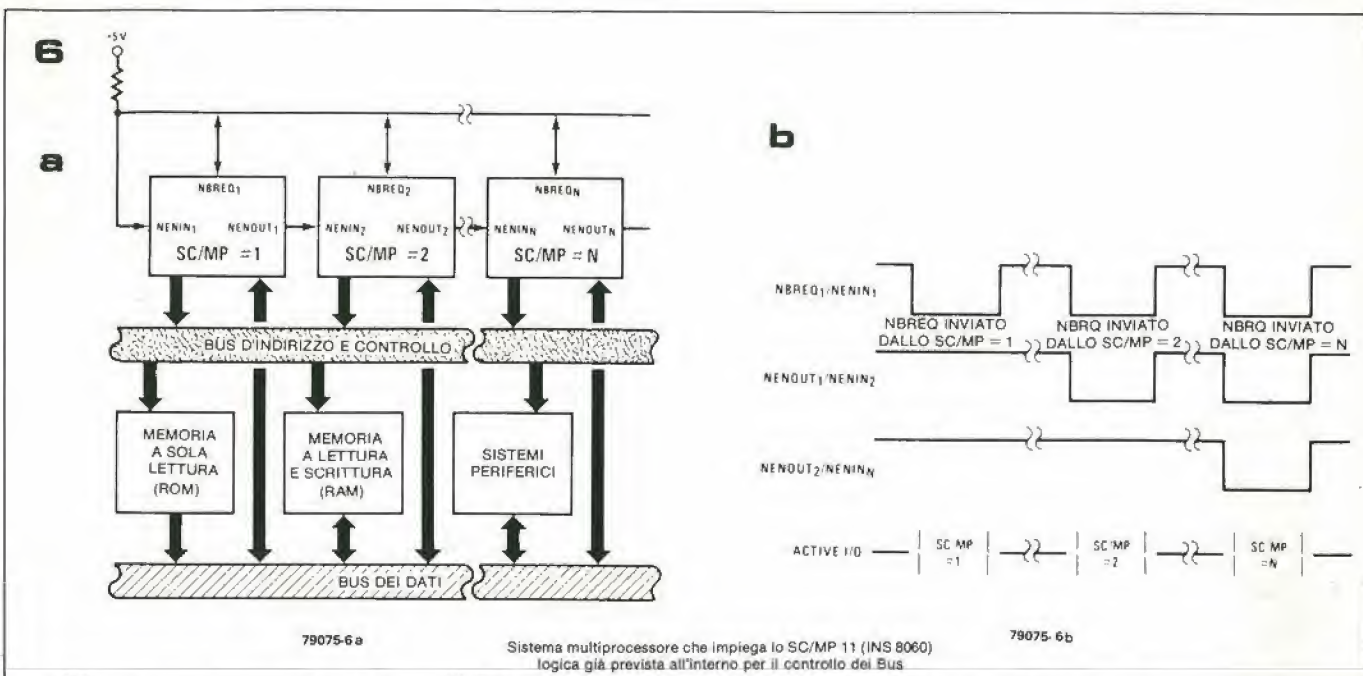 6
-5V
a
NBREQ1
NBREQ2
NBREQN
NENIN1 NENOUT1
NENIN2 NENOUT2
NENINN NENOUTN
SC/MP =1
SC/MP =2
SC/MP =N
BUS D'INDIRIZZO E CONTROLLO
MEMORIA
A SOLA
LETTURA
(ROM)
MEMORIA
A LETTURA
E SCRITTURA
(RAM)
SISTEMI
PERIFERICI
BUS DEI DATI
79075-6a
b
NBREQ1/NENIN1
NBREQ INVIATO
DALLO SC/MP = 1
NBRQ INVIATO
DALLO SC/MP = 2
NBRQ INVIATO
DALLO SC/MP = N
NENOUT1/NENIN2
NENOUT2/NENINN
ACTIVE I/O
SC MP
=1
SC MP
=2
SC MP
=N
79075-6b
Sistema multiprocessore che impiega lo SC/MP 11 (INS 8060)
logica già prevista all'interno per il controllo dei Bus